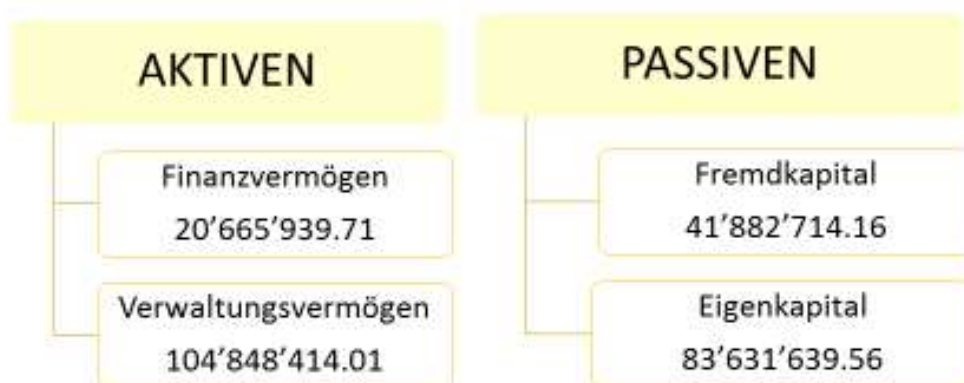 AKTIVEN
Finanzvermögen
20’665’939.71
Verwaltungsvermögen
104’848’414.01
PASSIVEN
Fremdkapital
41’882’714.16
Eigenkapital
83’631’639.56